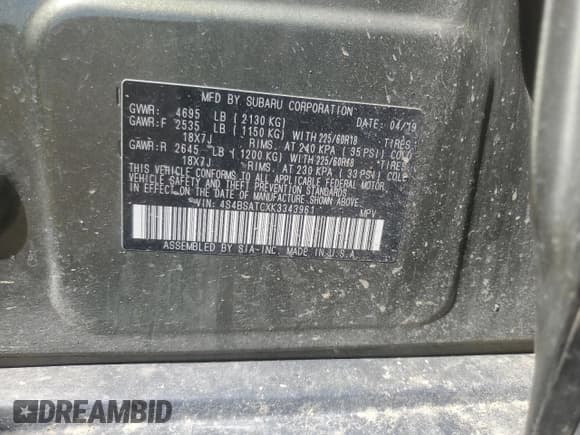 MFD BY SUBARU CORPORATION
GVWR: 4695 LB (2130 KG) DATE: 04/19
GAWR:F 2535 LB (1150 KG) WITH 225/60R18 TIRES,
18X7J RIMS, AT 240 KPA (35 PSI) COLD
GAWR:R 2645 LB (1200 KG) WITH 225/60R18 TIRES,
18X7J RIMS, AT 230 KPA (33 PSI) COLD
THIS VEHICLE CONFORMS TO ALL APPLICABLE FEDERAL MOTOR
VEHICLE SAFETY AND THEFT PREVENTION STANDARDS
IN EFFECT ON THE DATE OF MANUFACTURE SHOWN ABOVE.
VIN: 4S4BSATCXK3343961 MPV
ASSEMBLED BY SIA-INC. MADE IN U.S.A.
DREAMBID